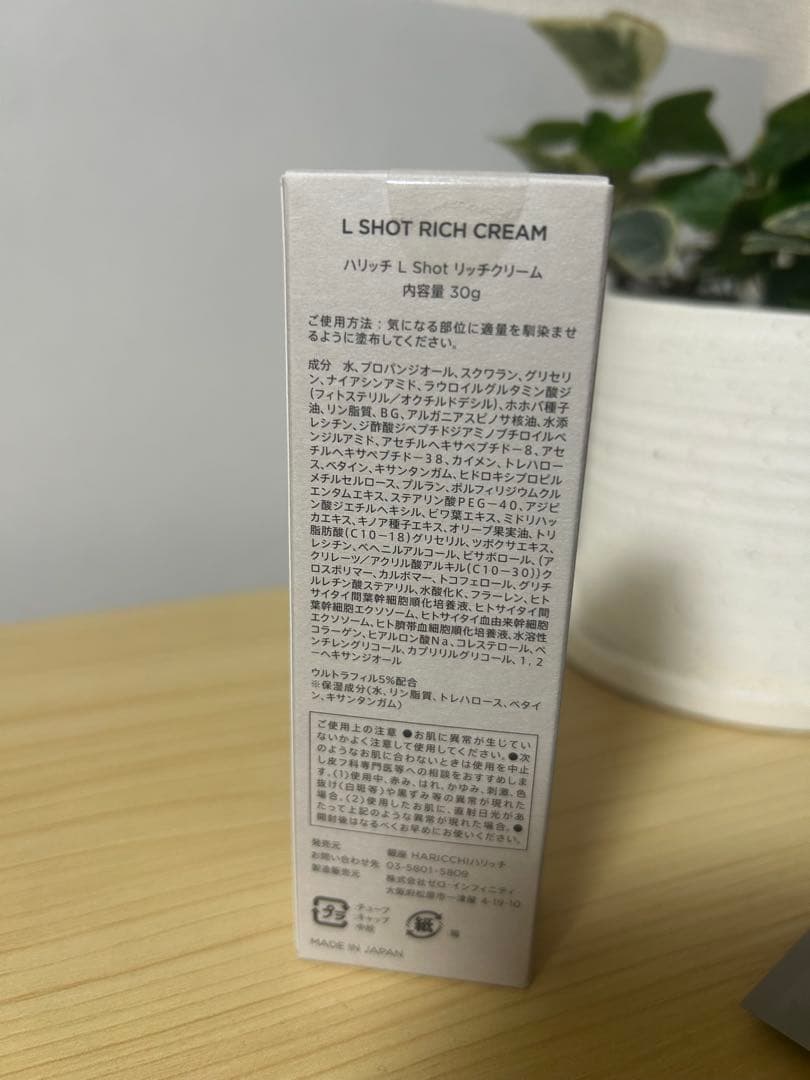 L SHOT RICH CREAM
ハリッチ L Shot リッチクリーム
内容量 30g
ご使用方法：気になる部位に適量を馴染ませ
るように塗布してください。
成分　水、プロパンジオール、スクワラン、グリセリ
ン、ナイアシンアミド、ラウロイルグルタミン酸ジ
(フィトステリル／オクチルドデシル)、ホホバ種子
油、リン脂質、BG、アルガニアスピノサ核油、水添
レシチン、ジ酢酸ジペプチドジアミノブチロイルベ
ンジルアミド、アセチルヘキサペプチド－8、アセ
チルヘキサペプチド－38、カイメン、トレハロー
ス、ベタイン、キサンタンガム、ヒドロキシプロピル
メチルセルロース、プルラン、ポルフィリジウムクル
エンタムエキス、ステアリン酸PEG－40、アジピ
ン酸ジエチルヘキシル、ビワ葉エキス、ミドリハッ
カエキス、キノア種子エキス、オリーブ果実油、トリ
脂肪酸(C10－18)グリセリル、ツボクサエキス、
レシチン、ベヘニルアルコール、ビサボロール、(ア
クリレーツ／アクリル酸アルキル(C10－30))ク
ロスポリマー、カルボマー、トコフェロール、グリチ
ルレチン酸ステアリル、水酸化K、フラーレン、ヒト
サイタイ間葉幹細胞順化培養液、ヒトサイタイ間
葉幹細胞エクソソーム、ヒトサイタイ血由来幹細胞
エクソソーム、ヒト臍帯血細胞順化培養液、水溶性
コラーゲン、ヒアルロン酸Na、コレステロール、ペ
ンチレングリコール、カプリリルグリコール、1，2
－ヘキサンジオール
ウルトラフィル5%配合
※保湿成分(水、リン脂質、トレハロース、ベタイ
ン、キサンタンガム)
ご使用上の注意 ●お肌に異常が生じてい
ないかよく注意して使用してください。●次
のようなお肌に合わないときは使用を中止
し皮フ科専門医等への相談をおすすめしま
す。(1)使用中、赤み、はれ、かゆみ、刺激、色
抜け(白斑等)や黒ずみ等の異常が現れた
場合。(2)使用したお肌に、直射日光があ
たって上記のような異常が現れた場合。●
開封後はなるべくお早めにお使いください。
発売元　銀座 HARICCHIハリッチ
お問い合わせ先　03-5801-5809
製造販売元　株式会社ゼロ・インフィニティ
大阪府松原市一津屋 4-19-10
プラ
チューブ
キャップ
中栓
紙
箱
MADE IN JAPAN